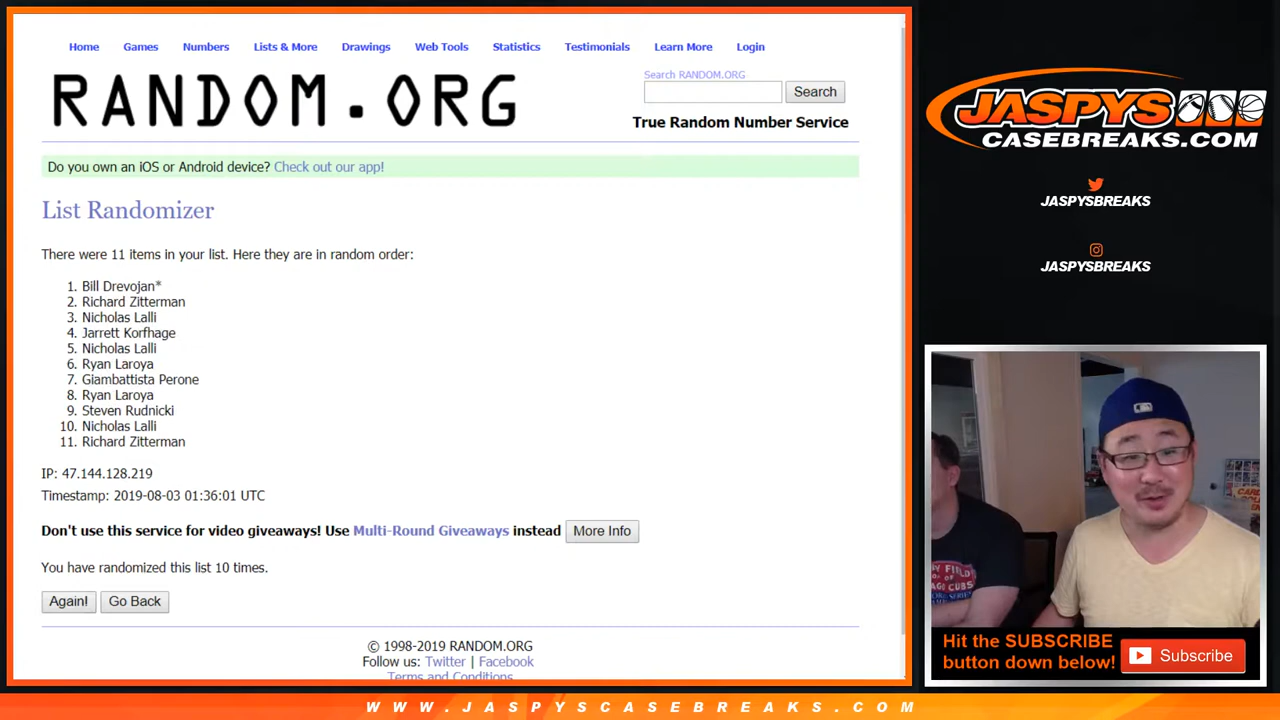 Home Games Numbers Lists & More Drawings Web Tools Statistics Testimonials Learn More Login
RANDOM.ORG
Search RANDOM.ORG
Search
True Random Number Service
Do you own an iOS or Android device? Check out our app!
List Randomizer
There were 11 items in your list. Here they are in random order:
1. Bill Drevojan*
2. Richard Zitterman
3. Nicholas Lalli
4. Jarrett Korfhage
5. Nicholas Lalli
6. Ryan Laroya
7. Giambattista Perone
8. Ryan Laroya
9. Steven Rudnicki
10. Nicholas Lalli
11. Richard Zitterman
IP: 47.144.128.219
Timestamp: 2019-08-03 01:36:01 UTC
Don't use this service for video giveaways! Use Multi-Round Giveaways instead More Info
You have randomized this list 10 times.
Again! Go Back
© 1998-2019 RANDOM.ORG
Follow us: Twitter | Facebook
Terms and Conditions
JASPYS
CASEBREAKS.COM
JASPYSBREAKS
JASPYSBREAKS
Hit the SUBSCRIBE
button down below!
Subscribe
WWW.JASPYSCASEBREAKS.COM